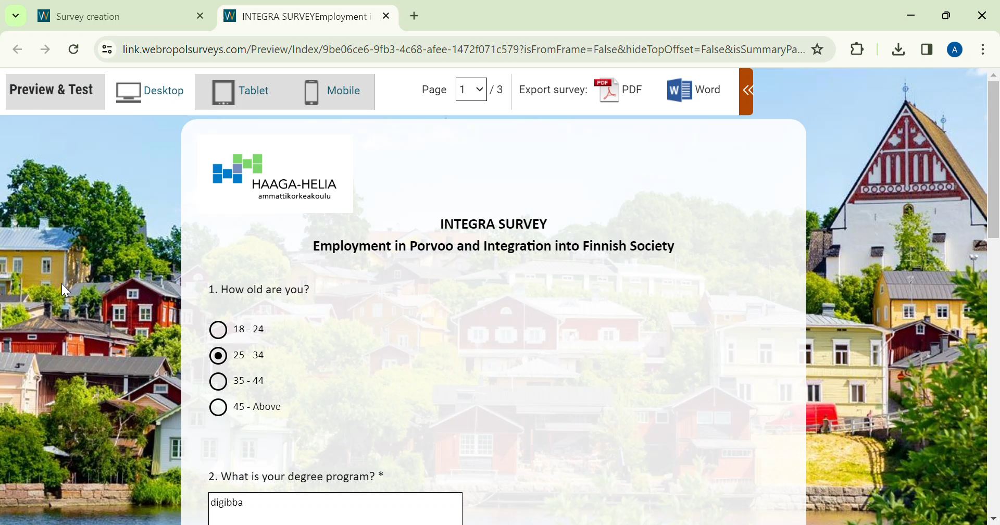 Survey creation
INTEGRA SURVEYEmployment i
link.webropolsurveys.com/Preview/Index/9be06ce6-9fb3-4c68-afee-1472f071c579?isFromFrame=False&hideTopOffset=False&isSummaryPa...
A
Preview & Test
Desktop
Tablet
Mobile
Page 1 / 3
Export survey:
PDF PDF
W Word
HAAGA-HELIA
ammattikorkeakoulu
INTEGRA SURVEY
Employment in Porvoo and Integration into Finnish Society
1. How old are you?
18 - 24
25 - 34
35 - 44
45 - Above
2. What is your degree program? *
digibba